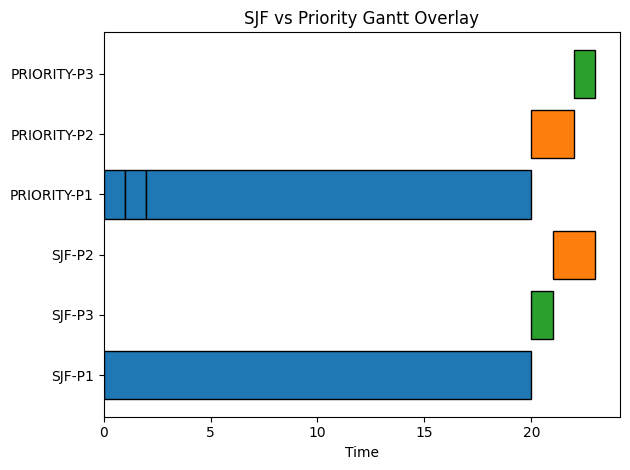 SJF vs Priority Gantt Overlay
PRIORITY-P3
PRIORITY-P2
PRIORITY-P1
SJF-P2
SJF-P3
SJF-P1
0 5 10 15 20
Time